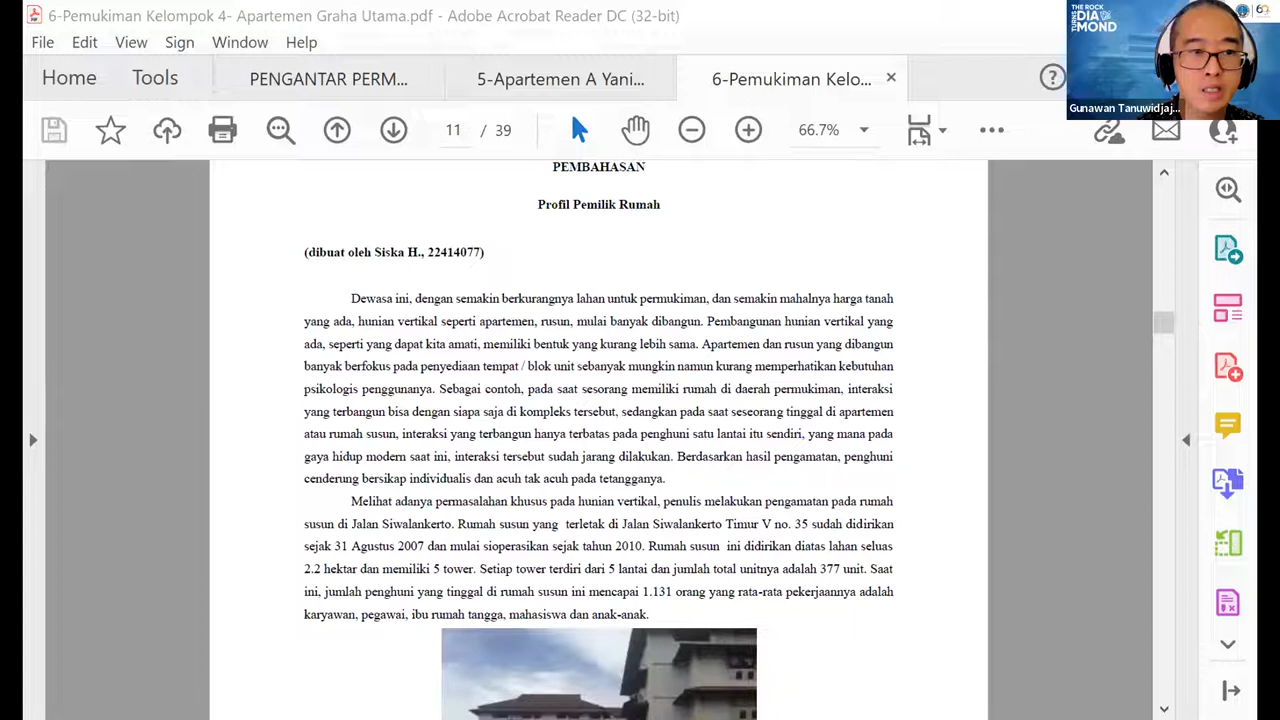 6-Pemukiman Kelompok 4- Apartemen Graha Utama.pdf - Adobe Acrobat Reader DC (32-bit)
File Edit View Sign Window Help
Home Tools PENGANTAR PERM... 5-Apartemen A Yani... 6-Pemukiman Kelo...
11 / 39 66.7%
THE ROCK
TURNS
DIA
MOND
60
Gunawan Tanuwidjaj...
PEMBAHASAN
Profil Pemilik Rumah
(dibuat oleh Siska H., 22414077)
Dewasa ini, dengan semakin berkurangnya lahan untuk permukiman, dan semakin mahalnya harga tanah
yang ada, hunian vertikal seperti apartemen, rusun, mulai banyak dibangun. Pembangunan hunian vertikal yang
ada, seperti yang dapat kita amati, memiliki bentuk yang kurang lebih sama. Apartemen dan rusun yang dibangun
banyak berfokus pada penyediaan tempat / blok unit sebanyak mungkin namun kurang memperhatikan kebutuhan
psikologis penggunanya. Sebagai contoh, pada saat sesorang memiliki rumah di daerah permukiman, interaksi
yang terbangun bisa dengan siapa saja di kompleks tersebut, sedangkan pada saat seseorang tinggal di apartemen
atau rumah susun, interaksi yang terbangun hanya terbatas pada penghuni satu lantai itu sendiri, yang mana pada
gaya hidup modern saat ini, interaksi tersebut sudah jarang dilakukan. Berdasarkan hasil pengamatan, penghuni
cenderung bersikap individualis dan acuh tak acuh pada tetangganya.
Melihat adanya permasalahan khusus pada hunian vertikal, penulis melakukan pengamatan pada rumah
susun di Jalan Siwalankerto. Rumah susun yang terletak di Jalan Siwalankerto Timur V no. 35 sudah didirikan
sejak 31 Agustus 2007 dan mulai sioperasikan sejak tahun 2010. Rumah susun ini didirikan diatas lahan seluas
2.2 hektar dan memiliki 5 tower. Setiap tower terdiri dari 5 lantai dan jumlah total unitnya adalah 377 unit. Saat
ini, jumlah penghuni yang tinggal di rumah susun ini mencapai 1.131 orang yang rata-rata pekerjaannya adalah
karyawan, pegawai, ibu rumah tangga, mahasiswa dan anak-anak.